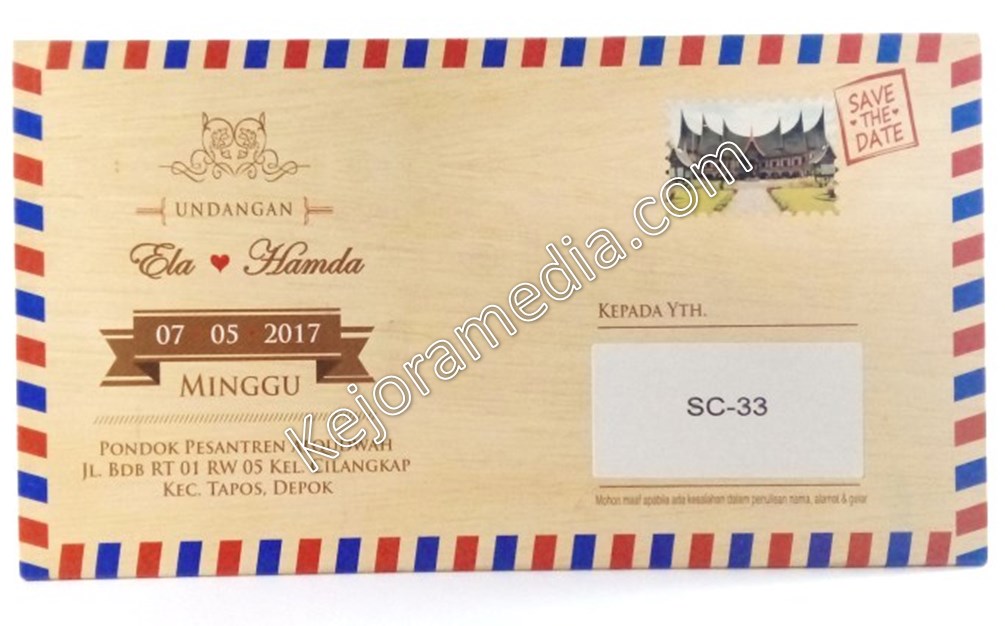 UNDANGAN
Ela Hamda
07 05 • 2017
MINGGU
PONDOK PESANTREN
JL. BDB RT 01 RW 05 KEL. CILANGKAP
KEC. TAPOS, DEPOK
SAVE
THE
DATE
KEPADA YTH.
SC-33
Mohon maaf apabila ada kesalahan dalam penulisan nama, alamat & gelar
Kejoramedia.com